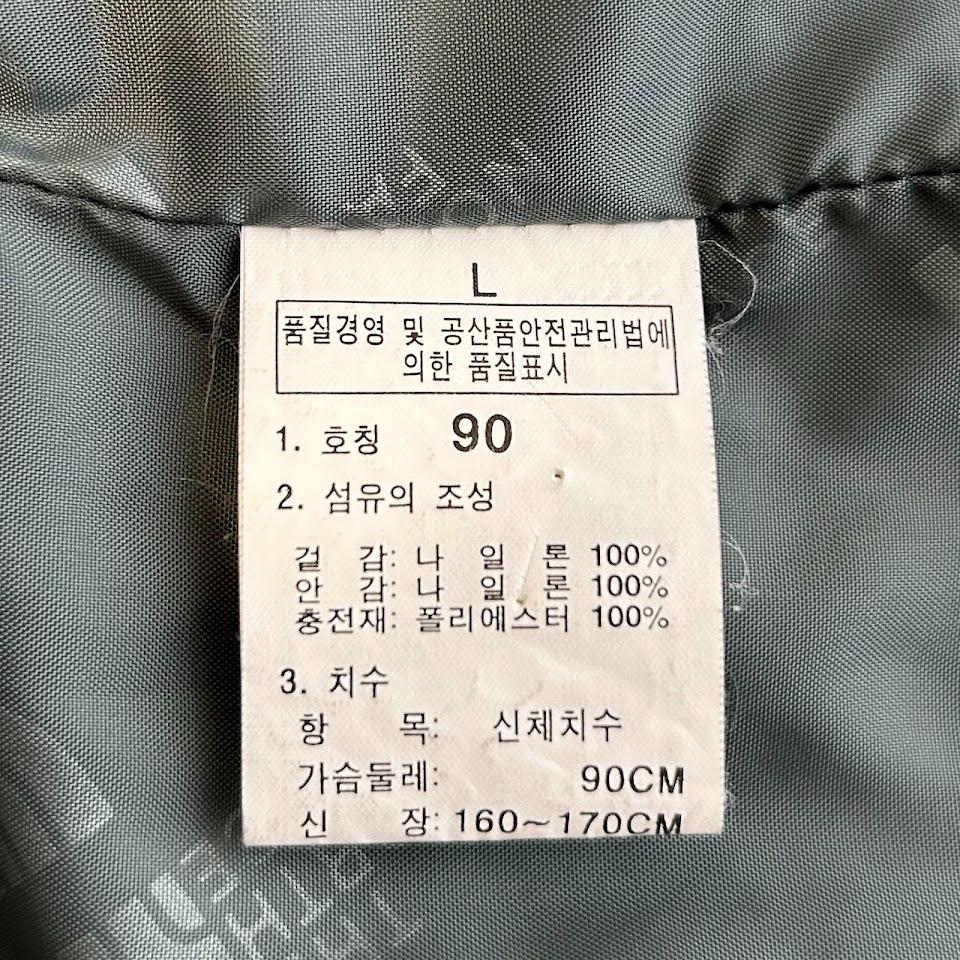 L
품질경영 및 공산품안전관리법에
의한 품질표시
1. 호칭 90
2. 섬유의 조성
겉 감: 나 일 론 100%
안 감: 나 일 론 100%
충전재: 폴리에스터 100%
3. 치수
항 목: 신체치수
가슴둘레: 90CM
신 장: 160~170CM